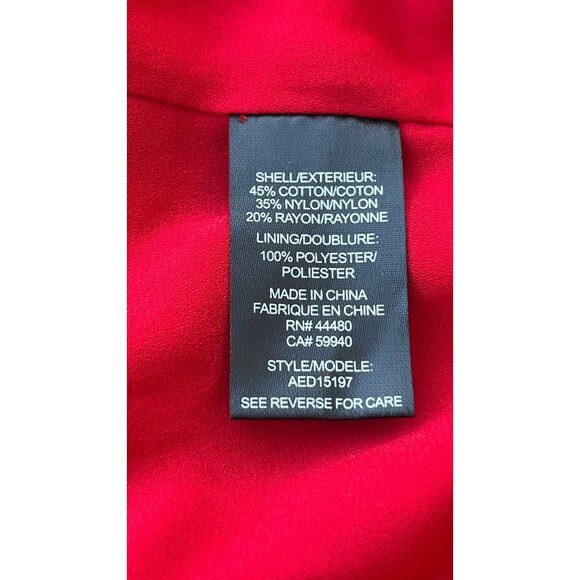 SHELL/EXTERIEUR:
45% COTTON/COTON
35% NYLON/NYLON
20% RAYON/RAYONNE
LINING/DOUBLURE:
100% POLYESTER/
POLIESTER
MADE IN CHINA
FABRIQUE EN CHINE
RN# 44480
CA# 59940
STYLE/MODELE:
AED15197
SEE REVERSE FOR CARE